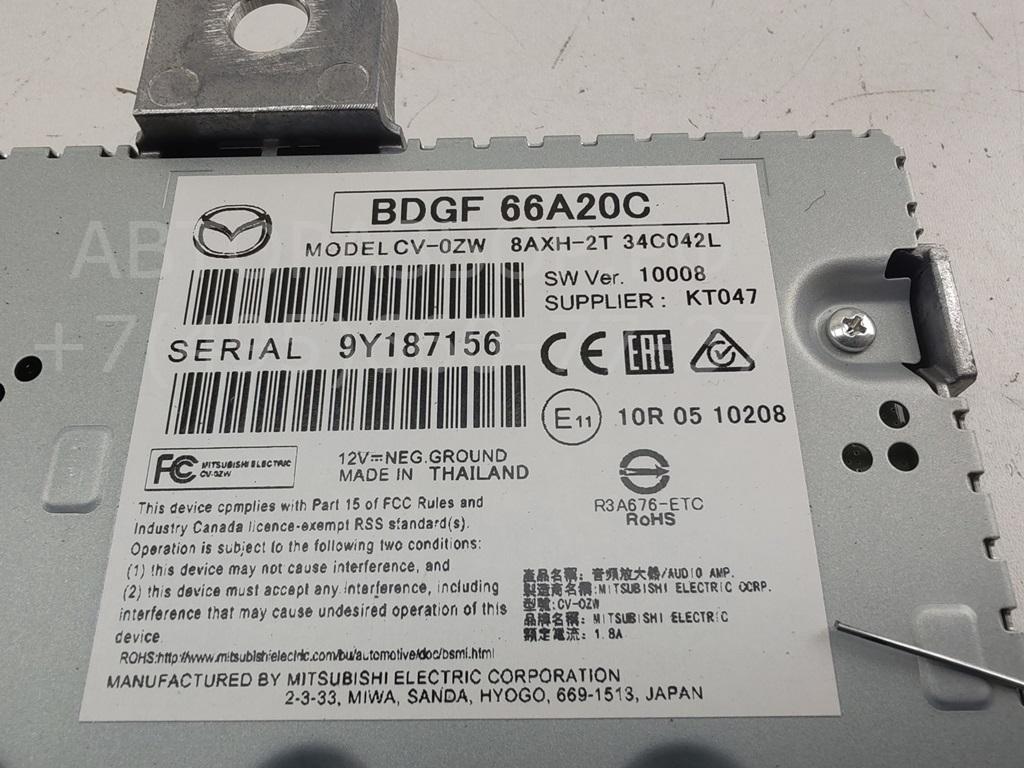 BDGF 66A20C
MODEL CV-0ZW 8AXH-2T 34C042L
SW Ver. 10008
SUPPLIER: KT047
SERIAL 9Y187156
CE EAC
E11 10R 05 10208
FC MITSUBISHI ELECTRIC
CV-0ZW
12V⎓NEG.GROUND
MADE IN THAILAND
R3A676-ETC
RoHS
This device complies with Part 15 of FCC Rules and
Industry Canada licence-exempt RSS standard(s).
Operation is subject to the following two conditions:
(1) this device may not cause interference, and
(2) this device must accept any interference, including
interference that may cause undesired operation of this
device.
ROHS:http://www.mitsubishielectric.com/bu/automotive/doc/bsmi.html
產品名稱: 音頻放大器/AUDIO AMP.
製造商名稱:MITSUBISHI ELECTRIC CORP.
型號:CV-0ZW
品牌名稱: MITSUBISHI ELECTRIC
額定電流: 1.8A
MANUFACTURED BY MITSUBISHI ELECTRIC CORPORATION
2-3-33, MIWA, SANDA, HYOGO, 669-1513, JAPAN